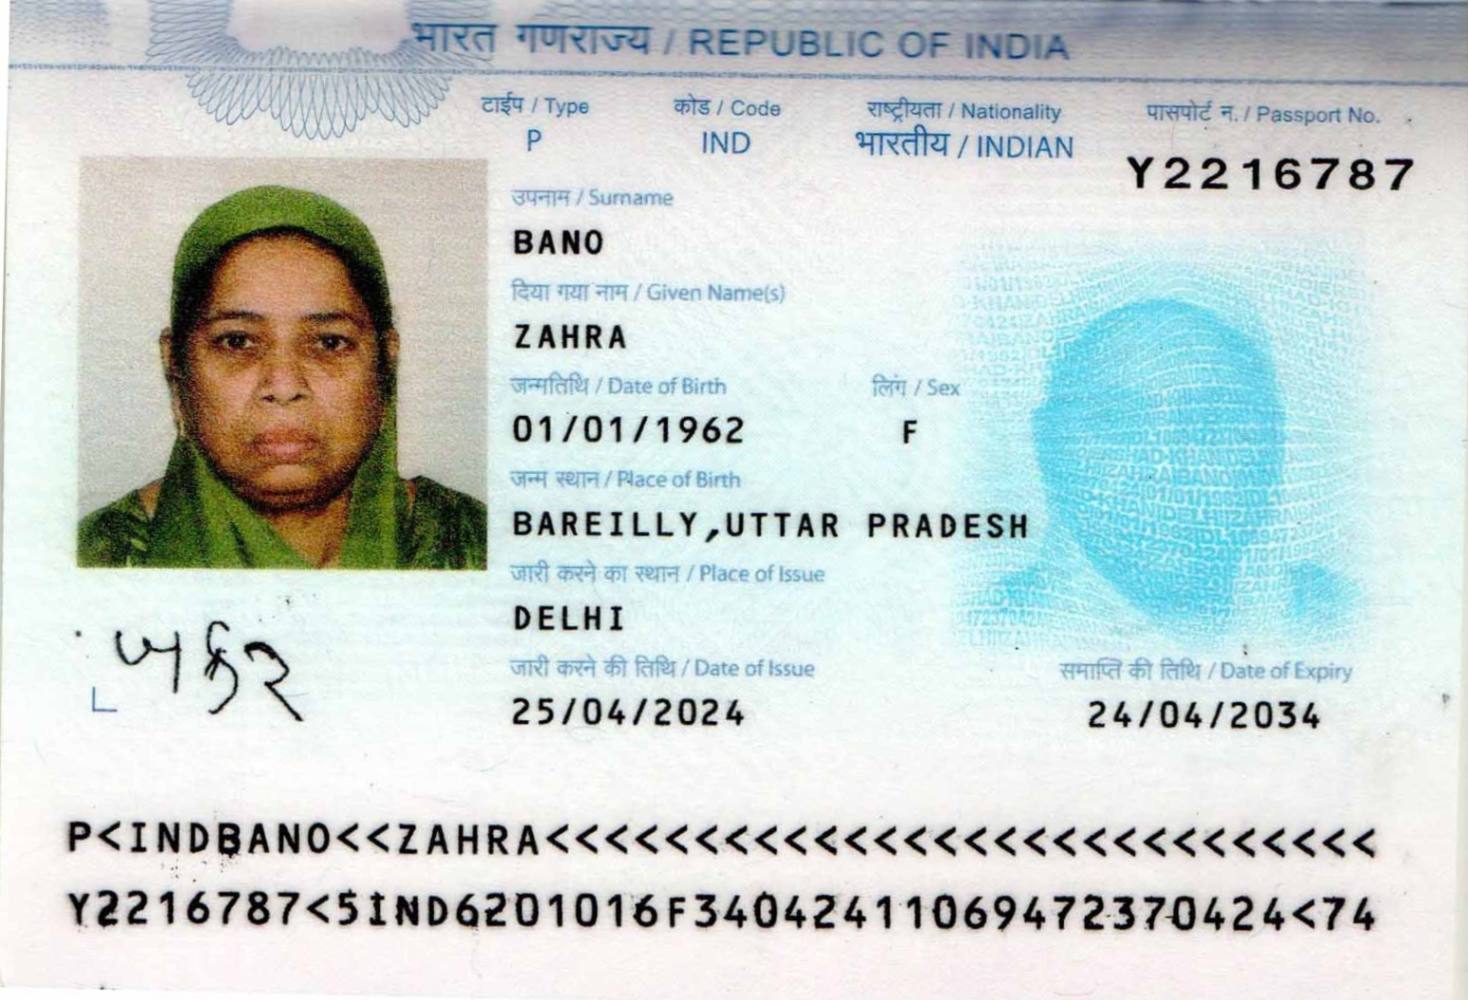 भारत गणराज्य / REPUBLIC OF INDIA
टाईप / Type कोड / Code राष्ट्रीयता / Nationality पासपोर्ट न. / Passport No.
P IND भारतीय / INDIAN Y2216787
उपनाम / Surname
BANO
दिया गया नाम / Given Name(s)
ZAHRA
जन्मतिथि / Date of Birth लिंग / Sex
01/01/1962 F
जन्म स्थान / Place of Birth
BAREILLY,UTTAR PRADESH
जारी करने का स्थान / Place of Issue
DELHI
जारी करने की तिथि / Date of Issue समाप्ति की तिथि / Date of Expiry
25/04/2024 24/04/2034
P<INDBANO<<ZAHRA<<<<<<<<<<<<<<<<<<<<<<<<<<<<
Y2216787<5IND6201016F34042411069472370424<74